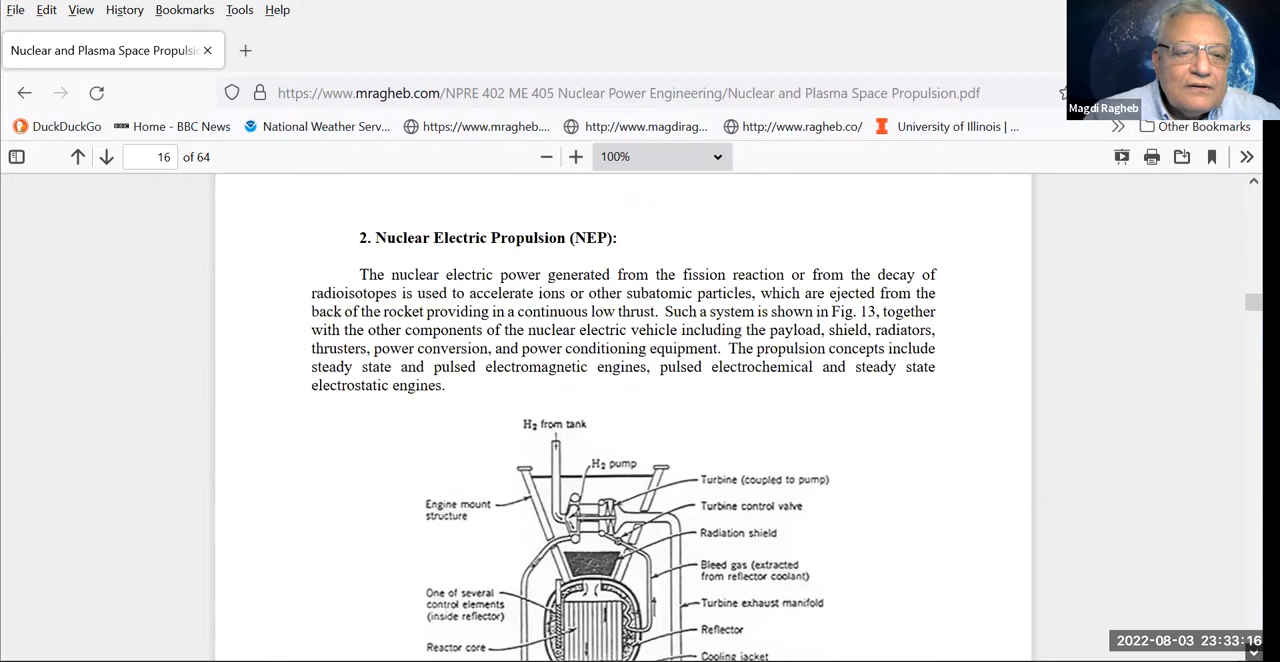 File Edit View History Bookmarks Tools Help
Nuclear and Plasma Space Propulsic
https://www.mragheb.com/NPRE 402 ME 405 Nuclear Power Engineering/Nuclear and Plasma Space Propulsion.pdf
Magdi Ragheb
DuckDuckGo Home - BBC News National Weather Serv... https://www.mragheb.... http://www.magdirag... http://www.ragheb.co/ University of Illinois | ... Other Bookmarks
16 of 64 100%
2. Nuclear Electric Propulsion (NEP):
The nuclear electric power generated from the fission reaction or from the decay of
radioisotopes is used to accelerate ions or other subatomic particles, which are ejected from the
back of the rocket providing in a continuous low thrust. Such a system is shown in Fig. 13, together
with the other components of the nuclear electric vehicle including the payload, shield, radiators,
thrusters, power conversion, and power conditioning equipment. The propulsion concepts include
steady state and pulsed electromagnetic engines, pulsed electrochemical and steady state
electrostatic engines.
H2 from tank
H2 pump
Turbine (coupled to pump)
Engine mount
structure
Turbine control valve
Radiation shield
Bleed gas (extracted
from reflector coolant)
One of several
control elements
(inside reflector)
Turbine exhaust manifold
Reflector
Reactor core
Cooling jacket
2022-08-03 23:33:16